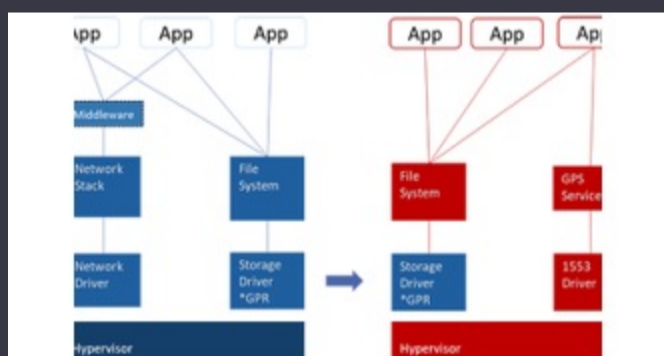 App
App
App
App
App
App
Middleware
Network
Stack
File
System
File
System
GPS
Service
Network
Driver
Storage
Driver
*GPR
Storage
Driver
*GPR
1553
Driver
Hypervisor
Hypervisor